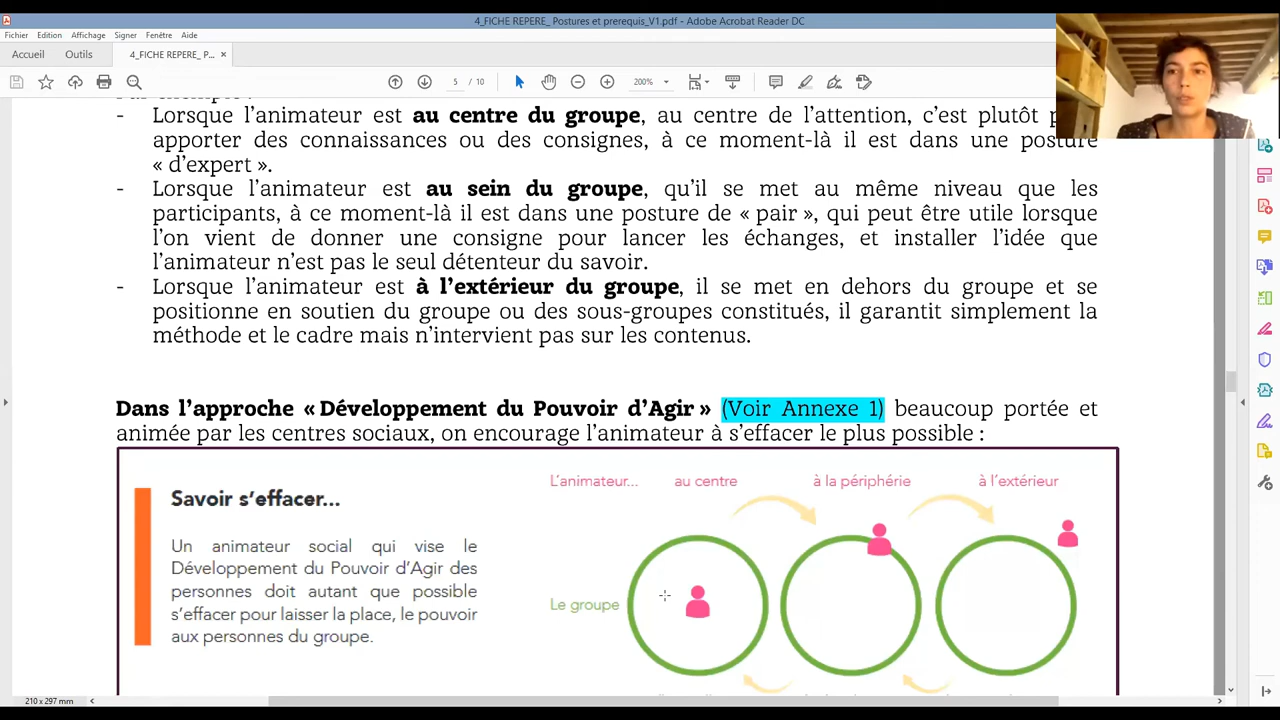 4_FICHE REPERE_ Postures et prerequis_V1.pdf - Adobe Acrobat Reader DC
Fichier Edition Affichage Signer Fenêtre Aide
Accueil Outils 4_FICHE REPERE_ P... ×
5 / 10 200%
- Lorsque l’animateur est au centre du groupe, au centre de l’attention, c’est plutôt
apporter des connaissances ou des consignes, à ce moment-là il est dans une posture
« d’expert ».
- Lorsque l’animateur est au sein du groupe, qu’il se met au même niveau que les
participants, à ce moment-là il est dans une posture de « pair », qui peut être utile lorsque
l’on vient de donner une consigne pour lancer les échanges, et installer l’idée que
l’animateur n’est pas le seul détenteur du savoir.
- Lorsque l’animateur est à l’extérieur du groupe, il se met en dehors du groupe et se
positionne en soutien du groupe ou des sous-groupes constitués, il garantit simplement la
méthode et le cadre mais n’intervient pas sur les contenus.
Dans l’approche « Développement du Pouvoir d’Agir » (Voir Annexe 1) beaucoup portée et
animée par les centres sociaux, on encourage l’animateur à s’effacer le plus possible :
L’animateur... au centre à la périphérie à l’extérieur
Savoir s’effacer...
Un animateur social qui vise le
Développement du Pouvoir d’Agir des
personnes doit autant que possible
s’effacer pour laisser la place, le pouvoir
aux personnes du groupe.
Le groupe
210 x 297 mm